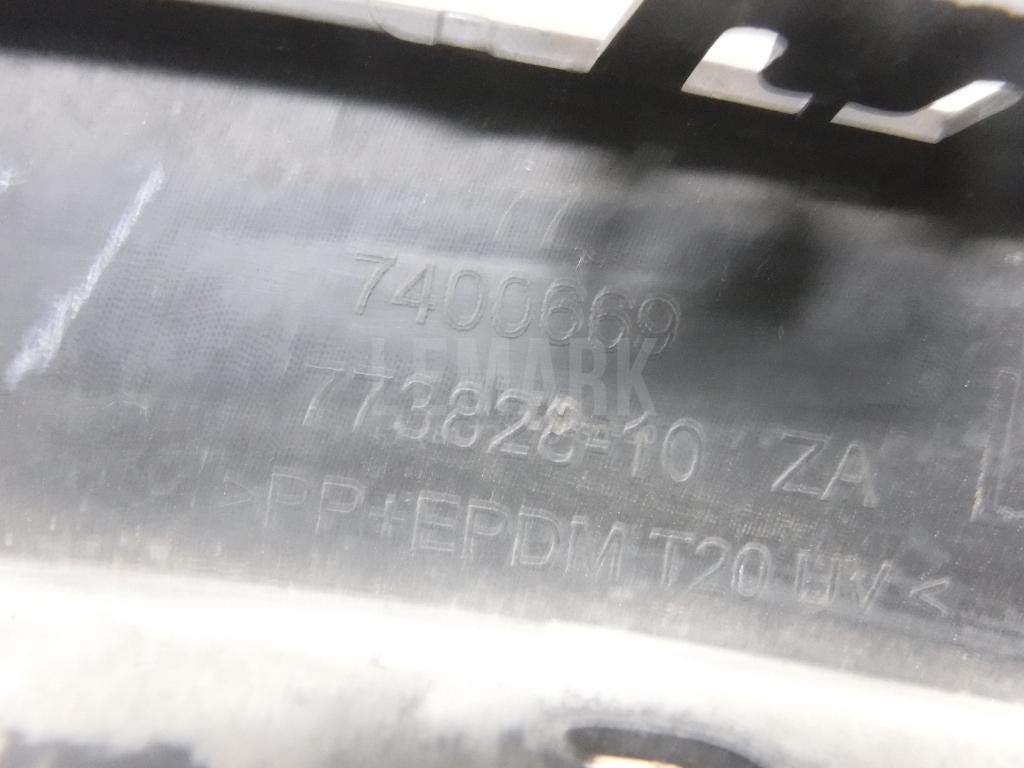 7400669
LEMARK
773828-10 ZA
>PP+EPDM T20 UV<